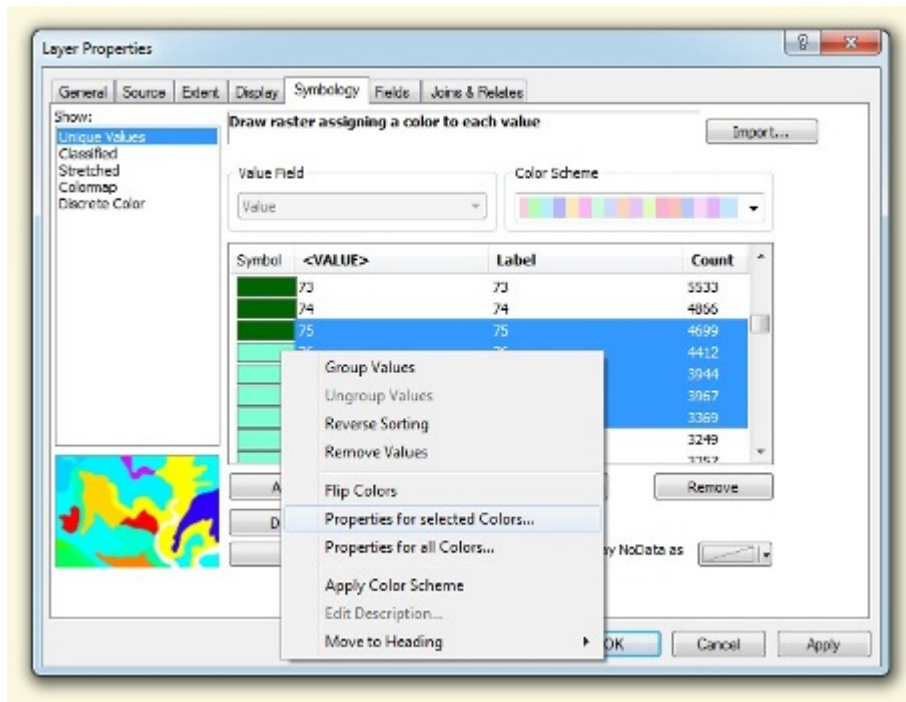 Layer Properties
General Source Extent Display Symbology Fields Joins & Relates
Show:
Unique Values
Classified
Stretched
Colormap
Discrete Color
Draw raster assigning a color to each value
Import...
Value Field
Value
Color Scheme
Symbol <VALUE> Label Count
73 73 5533
74 74 4866
75 75 4699
4412
3944
3967
3369
3249
3257
Group Values
Ungroup Values
Reverse Sorting
Remove Values
Flip Colors
Properties for selected Colors...
Properties for all Colors...
Apply Color Scheme
Edit Description...
Move to Heading
A
Remove
D
ay NoData as
OK Cancel Apply